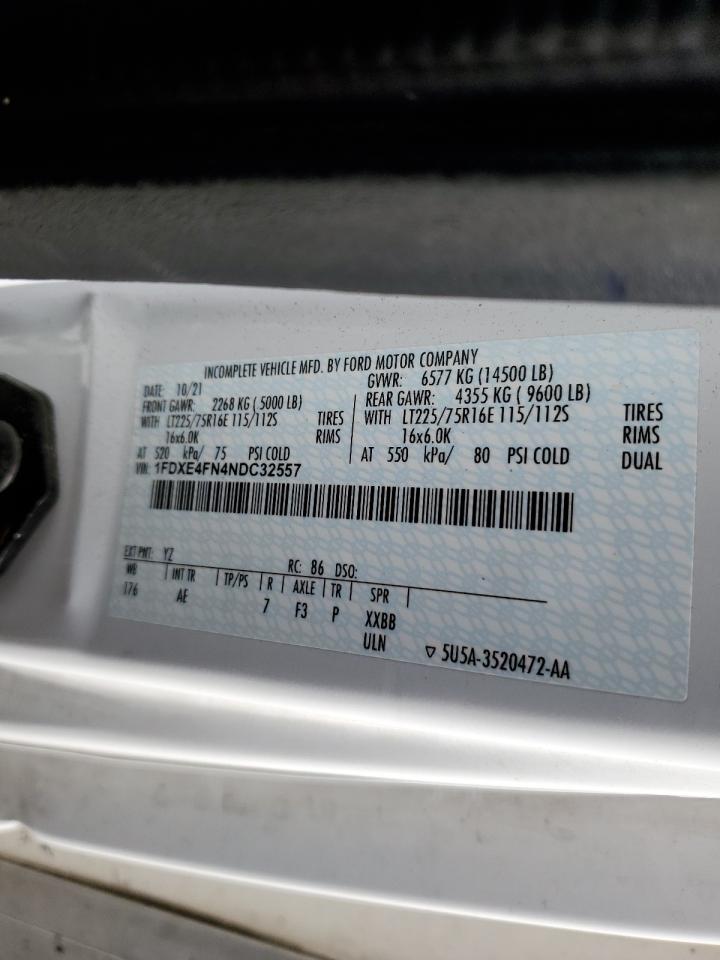 INCOMPLETE VEHICLE MFD. BY FORD MOTOR COMPANY
DATE: 10/21 GVWR: 6577 KG (14500 LB)
FRONT GAWR: 2268 KG ( 5000 LB) REAR GAWR: 4355 KG ( 9600 LB)
WITH LT225/75R16E 115/112S TIRES WITH LT225/75R16E 115/112S TIRES
16x6.0K RIMS 16x6.0K RIMS
AT 520 kPa/ 75 PSI COLD AT 550 kPa/ 80 PSI COLD DUAL
VIN: 1FDXE4FN4NDC32557
EXT PNT: YZ RC: 86 DSO:
WB INT TR TP/PS R AXLE TR SPR
176 AE 7 F3 P XXBB
ULN ▽ 5U5A-3520472-AA